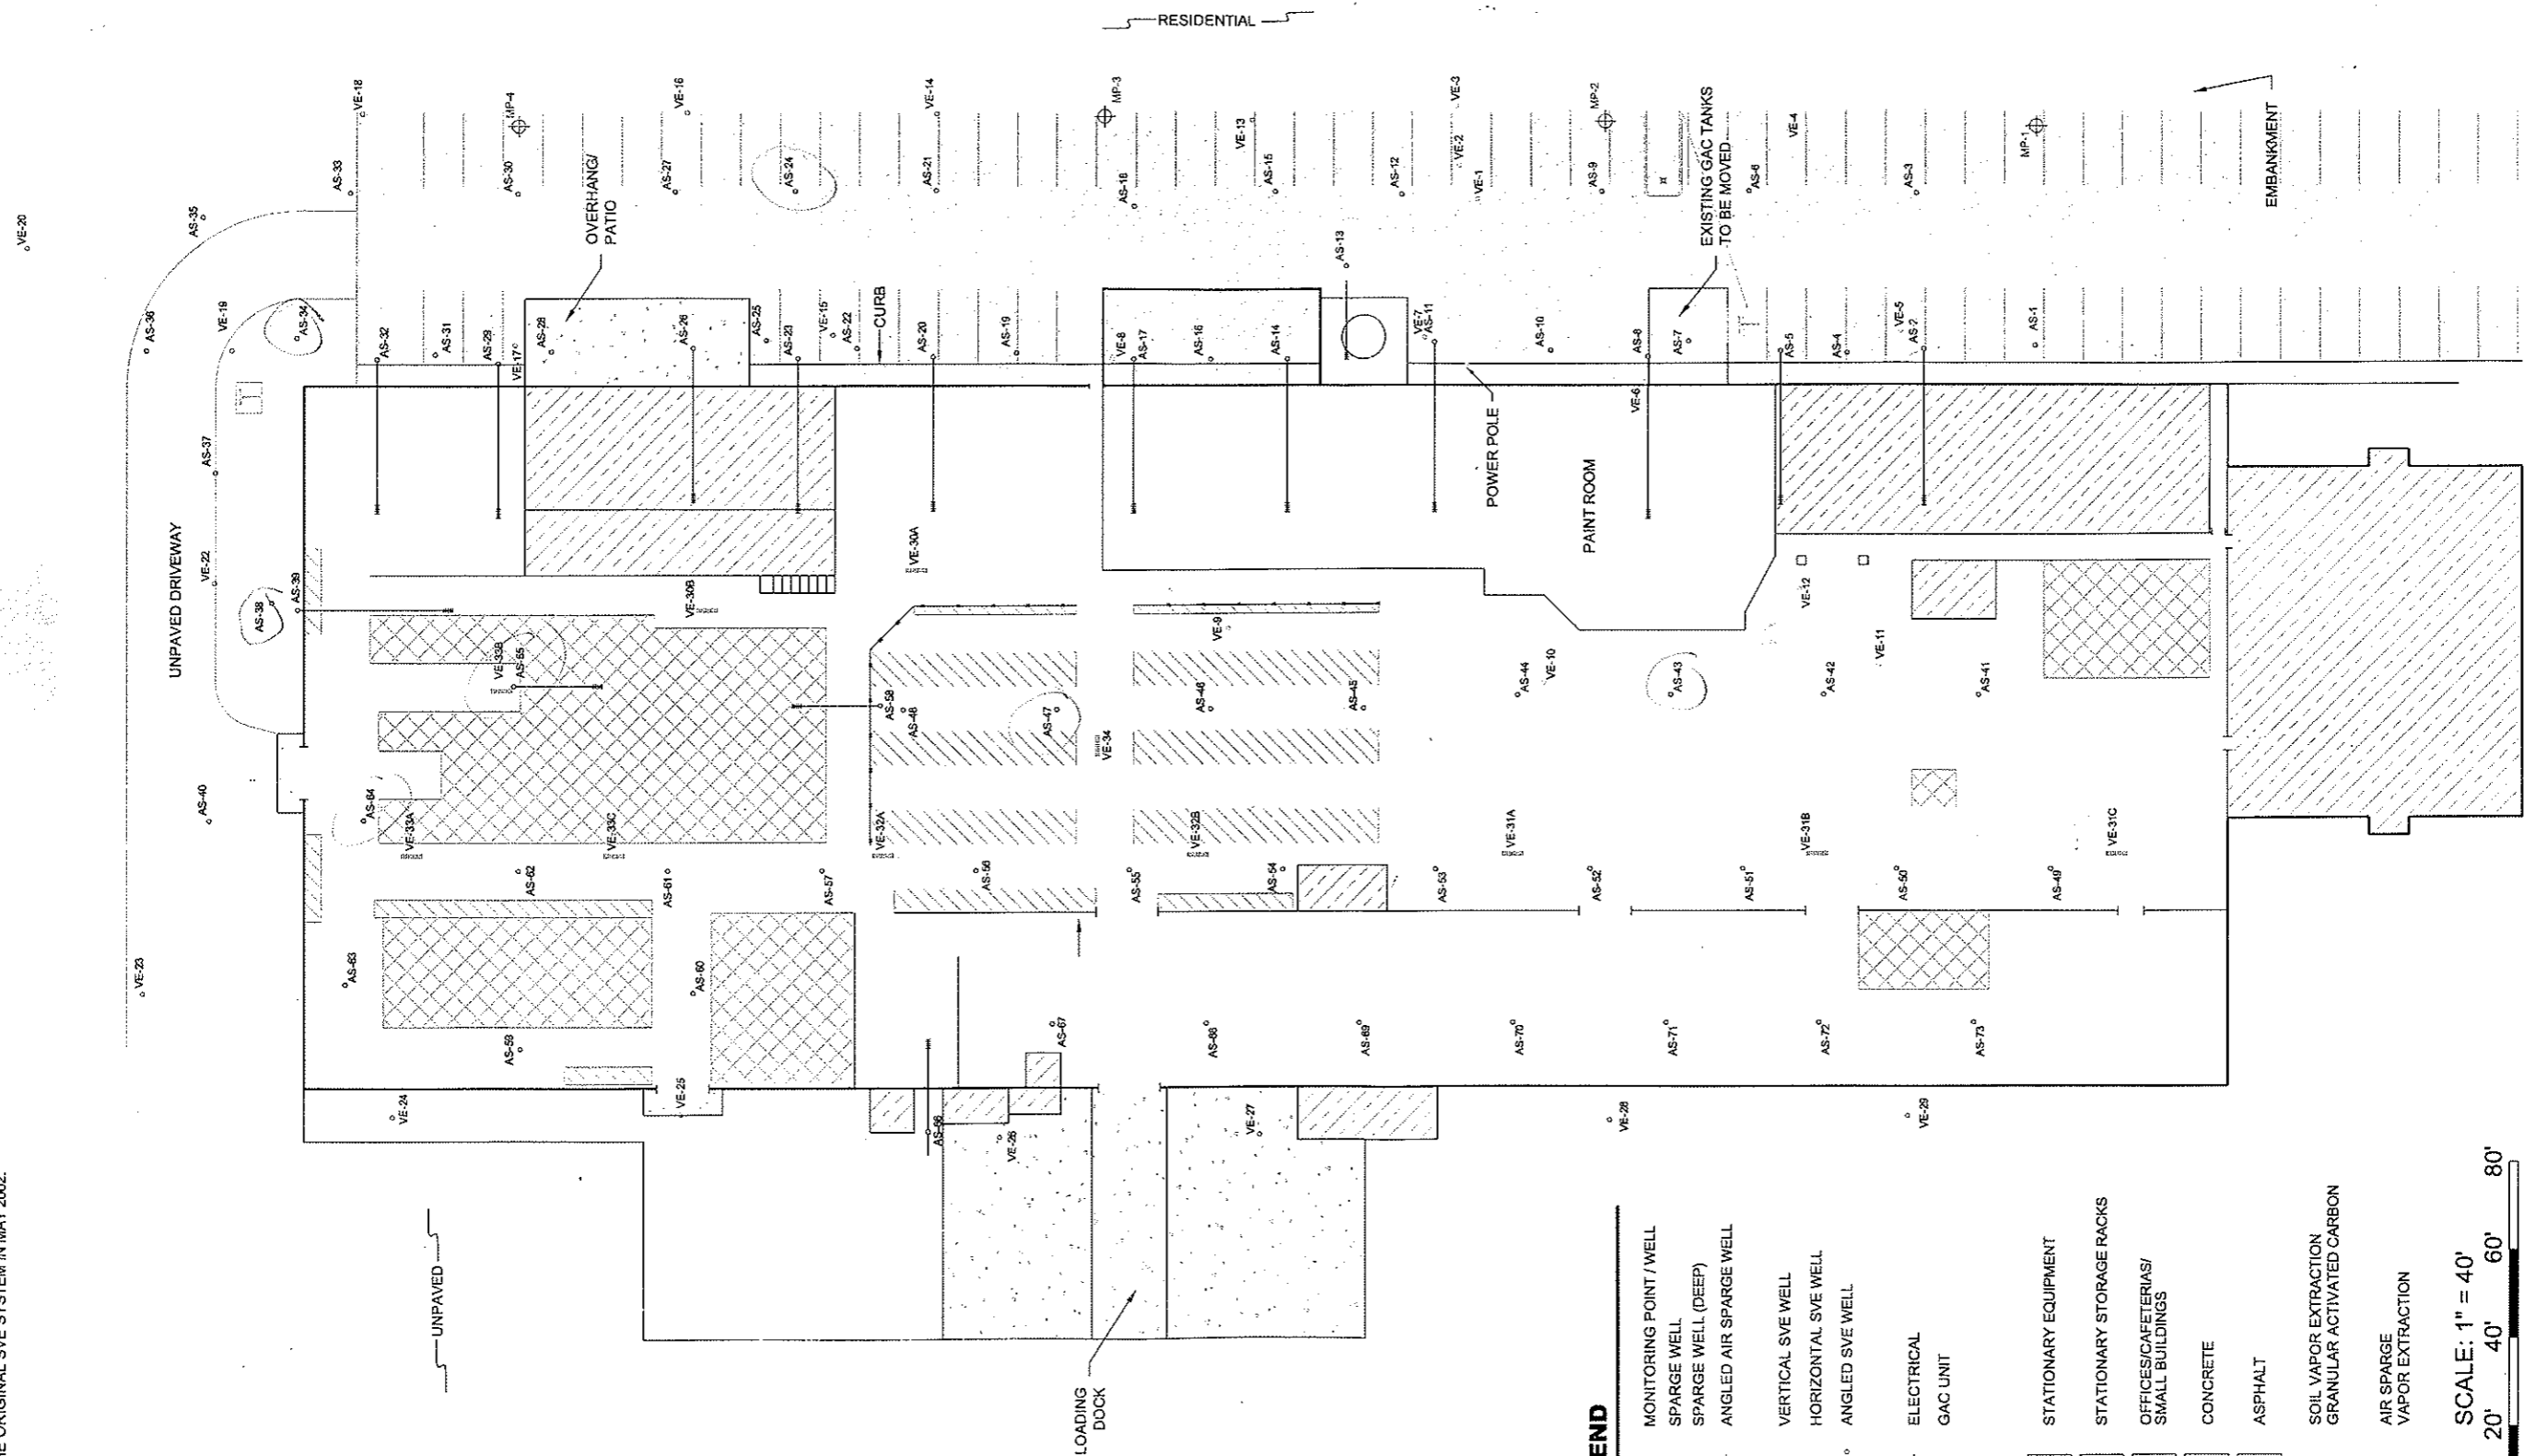 THE ORIGINAL SVE SYSTEM IN MAY 2002.
RESIDENTIAL
VE-20
VE-18
AS-33
MP-4
AS-30
VE-16
AS-27
AS-24
VE-14
AS-21
MP-3
AS-18
VE-13
AS-15
AS-12
VE-3
VE-2
VE-1
MP-2
AS-9
EXISTING GAC TANKS
TO BE MOVED
AS-6
VE-4
AS-3
MP-1
EMBANKMENT
AS-35
AS-36
VE-19
AS-34
AS-32
AS-31
AS-29
VE-17
AS-28
OVERHANG/
PATIO
AS-26
AS-25
AS-23
VE-15
AS-22
CURB
AS-20
AS-19
VE-8
AS-17
AS-16
AS-14
AS-13
VE-7
AS-11
AS-10
AS-8
AS-7
VE-6
AS-5
AS-4
VE-5
AS-2
AS-1
POWER POLE
PAINT ROOM
UNPAVED DRIVEWAY
AS-37
VE-22
AS-38
AS-39
VE-30B
VE-30A
VE-33B
AS-65
AS-58
AS-48
AS-47
VE-34
VE-9
AS-46
AS-45
AS-44
VE-10
AS-43
VE-12
AS-42
VE-11
AS-41
AS-40
AS-64
VE-33A
VE-33C
VE-32A
VE-32B
VE-31A
VE-31B
VE-31C
AS-62
AS-61
AS-57
AS-56
AS-55
AS-54
AS-53
AS-52
AS-51
AS-50
AS-49
VE-23
AS-63
AS-60
AS-59
AS-67
AS-68
AS-69
AS-70
AS-71
AS-72
AS-73
VE-24
VE-25
AS-66
VE-26
VE-27
VE-28
VE-29
UNPAVED
LOADING
DOCK
END
MONITORING POINT / WELL
SPARGE WELL
SPARGE WELL (DEEP)
ANGLED AIR SPARGE WELL
VERTICAL SVE WELL
HORIZONTAL SVE WELL
ANGLED SVE WELL
ELECTRICAL
GAC UNIT
STATIONARY EQUIPMENT
STATIONARY STORAGE RACKS
OFFICES/CAFETERIAS/
SMALL BUILDINGS
CONCRETE
ASPHALT
SOIL VAPOR EXTRACTION
GRANULAR ACTIVATED CARBON
AIR SPARGE
VAPOR EXTRACTION
SCALE: 1" = 40'
20' 40' 60' 80'